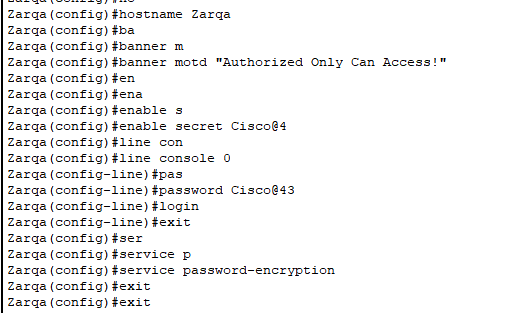 Zarqa(config)#ho
Zarqa(config)#hostname Zarqa
Zarqa(config)#ba
Zarqa(config)#banner m
Zarqa(config)#banner motd "Authorized Only Can Access!"
Zarqa(config)#en
Zarqa(config)#ena
Zarqa(config)#enable s
Zarqa(config)#enable secret Cisco@4
Zarqa(config)#line con
Zarqa(config)#line console 0
Zarqa(config-line)#pas
Zarqa(config-line)#password Cisco@43
Zarqa(config-line)#login
Zarqa(config-line)#exit
Zarqa(config)#ser
Zarqa(config)#service p
Zarqa(config)#service password-encryption
Zarqa(config)#exit
Zarqa(config)#exit